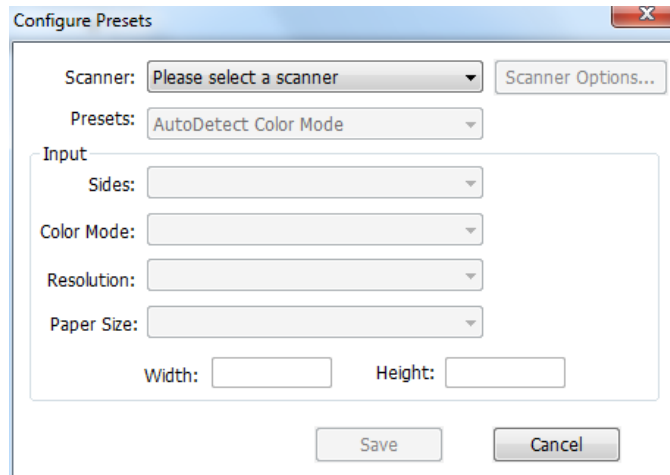 Configure Presets
Scanner: Please select a scanner Scanner Options...
Presets: AutoDetect Color Mode
Input
Sides:
Color Mode:
Resolution:
Paper Size:
Width: Height:
Save Cancel